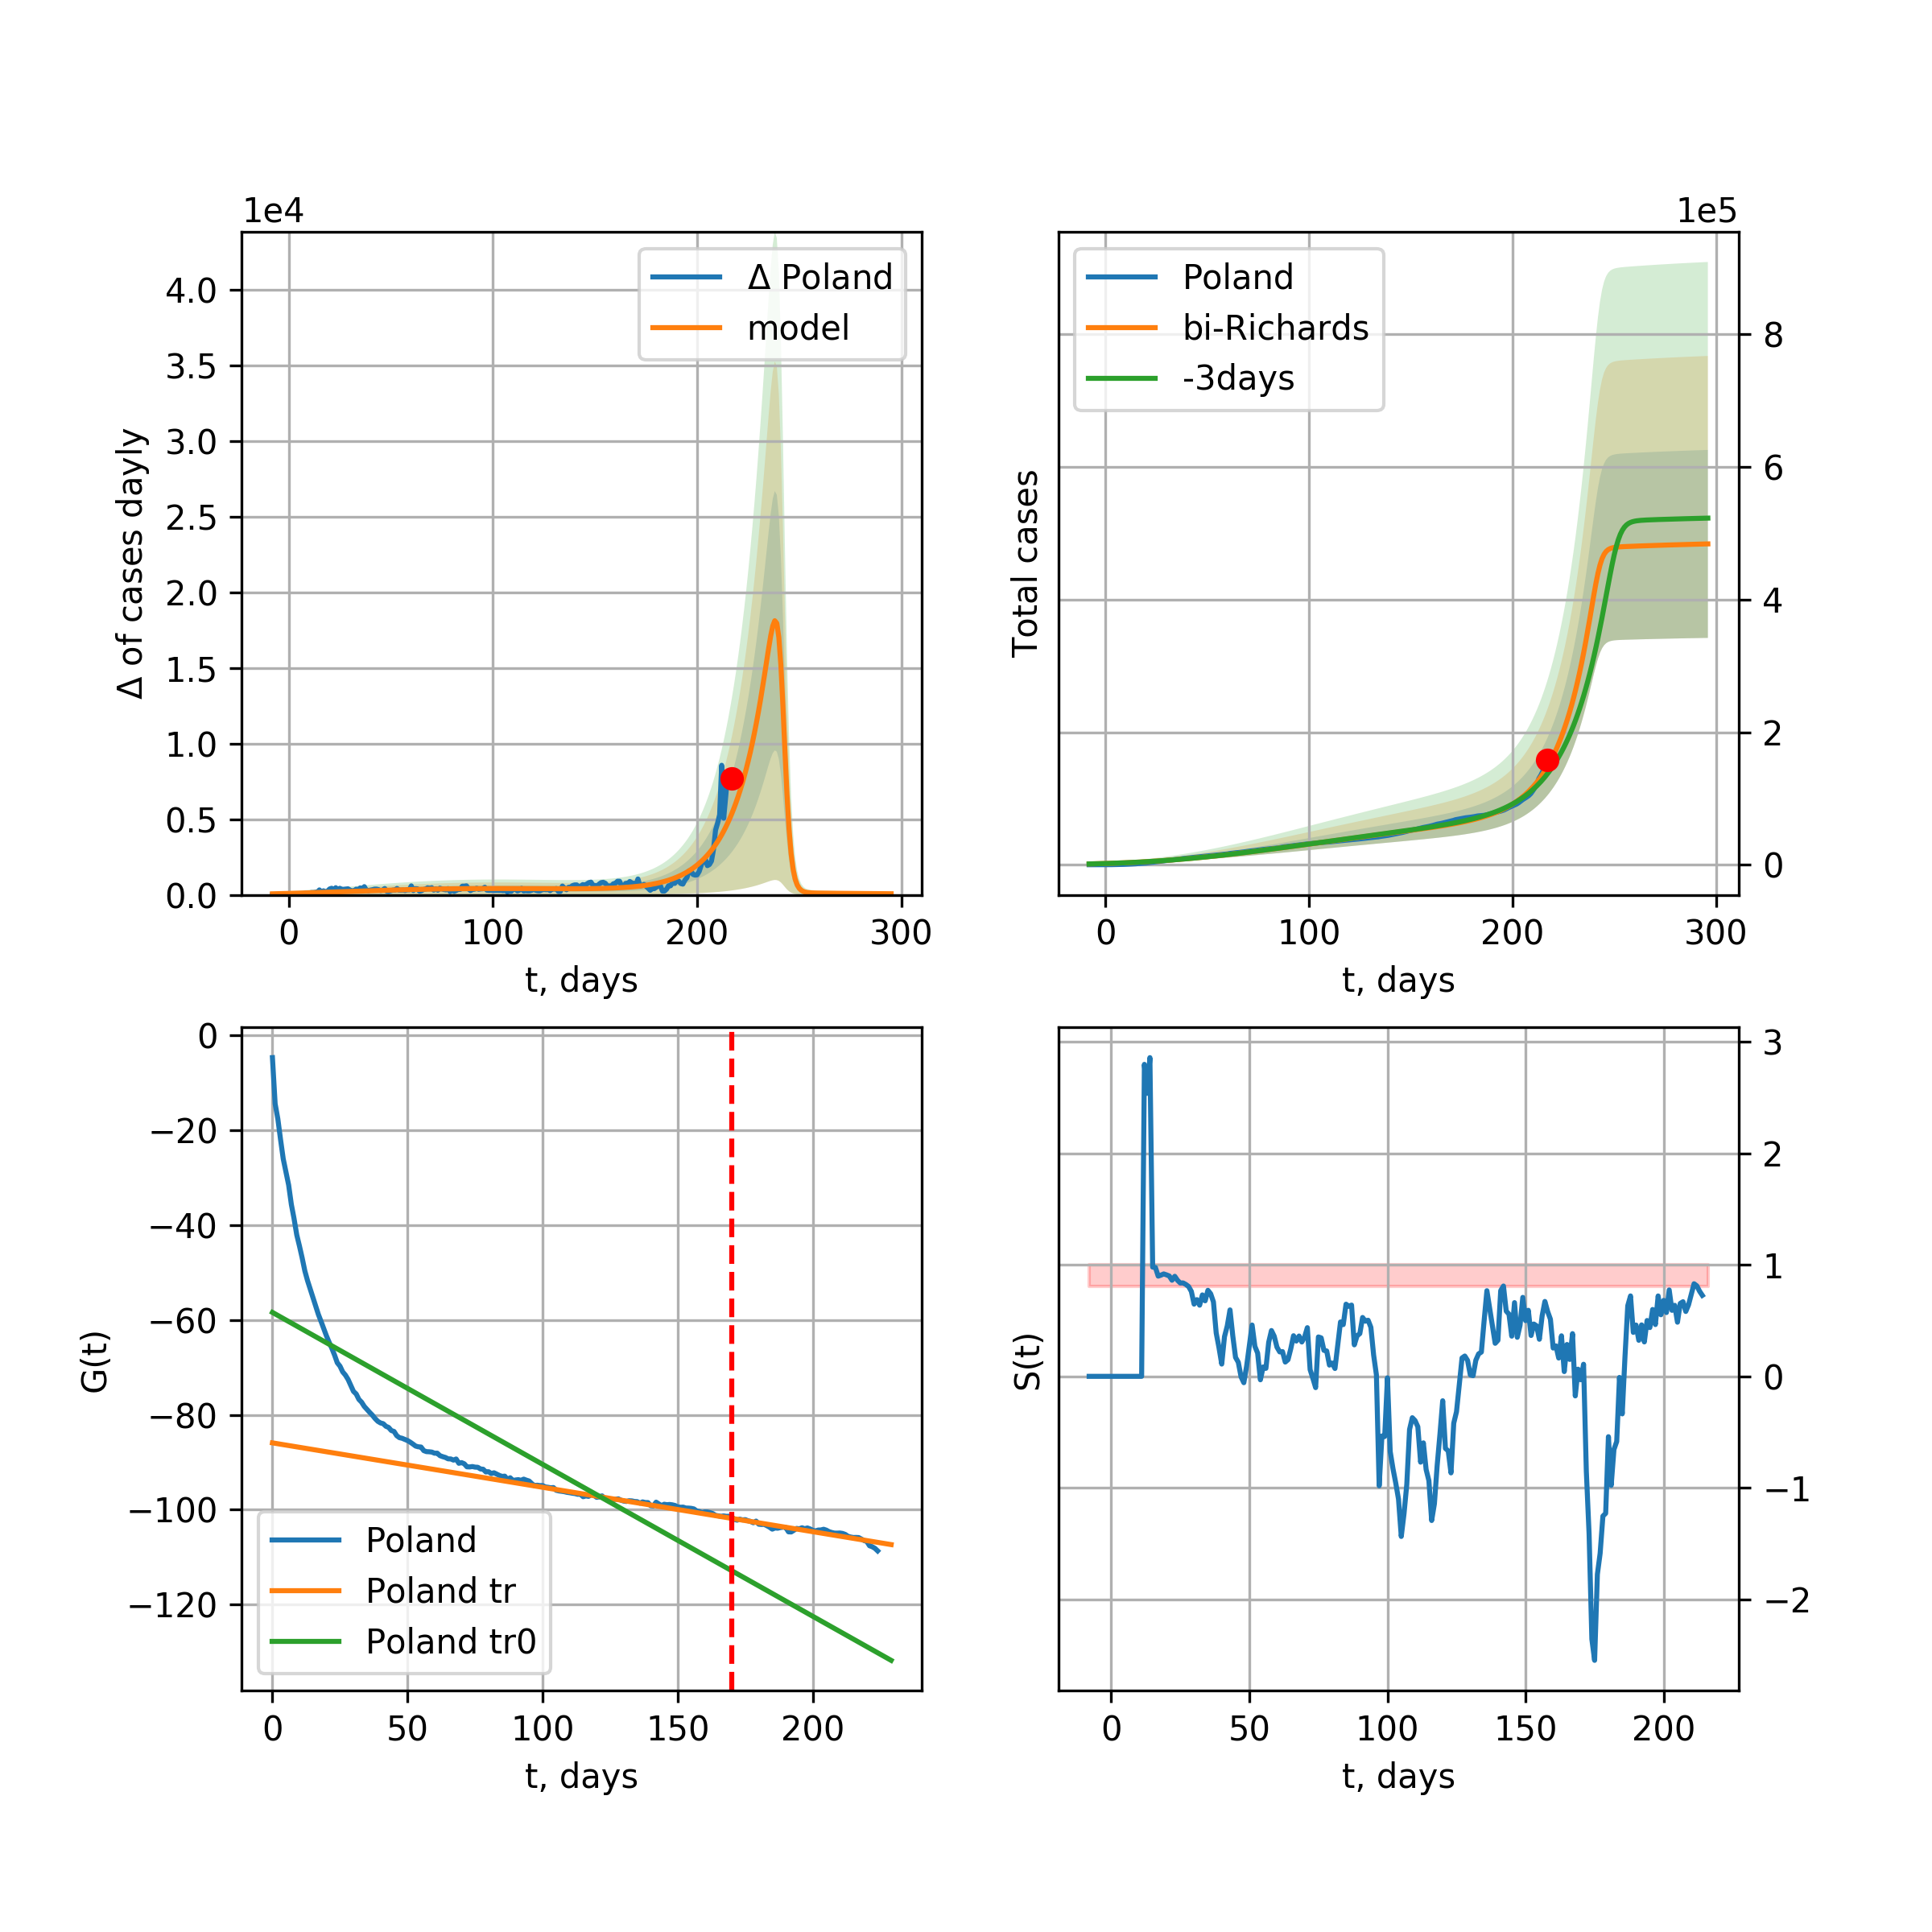 1e4
Δ of cases dayly
4.0
3.5
3.0
2.5
2.0
1.5
1.0
0.5
0.0
0 100 200 300
t, days
Δ Poland
model
1e5
Total cases
8
6
4
2
0
0 100 200 300
t, days
Poland
bi-Richards
-3days
G(t)
0
−20
−40
−60
−80
−100
−120
0 50 100 150 200
t, days
Poland
Poland tr
Poland tr0
S(t)
3
2
1
0
−1
−2
0 50 100 150 200
t, days